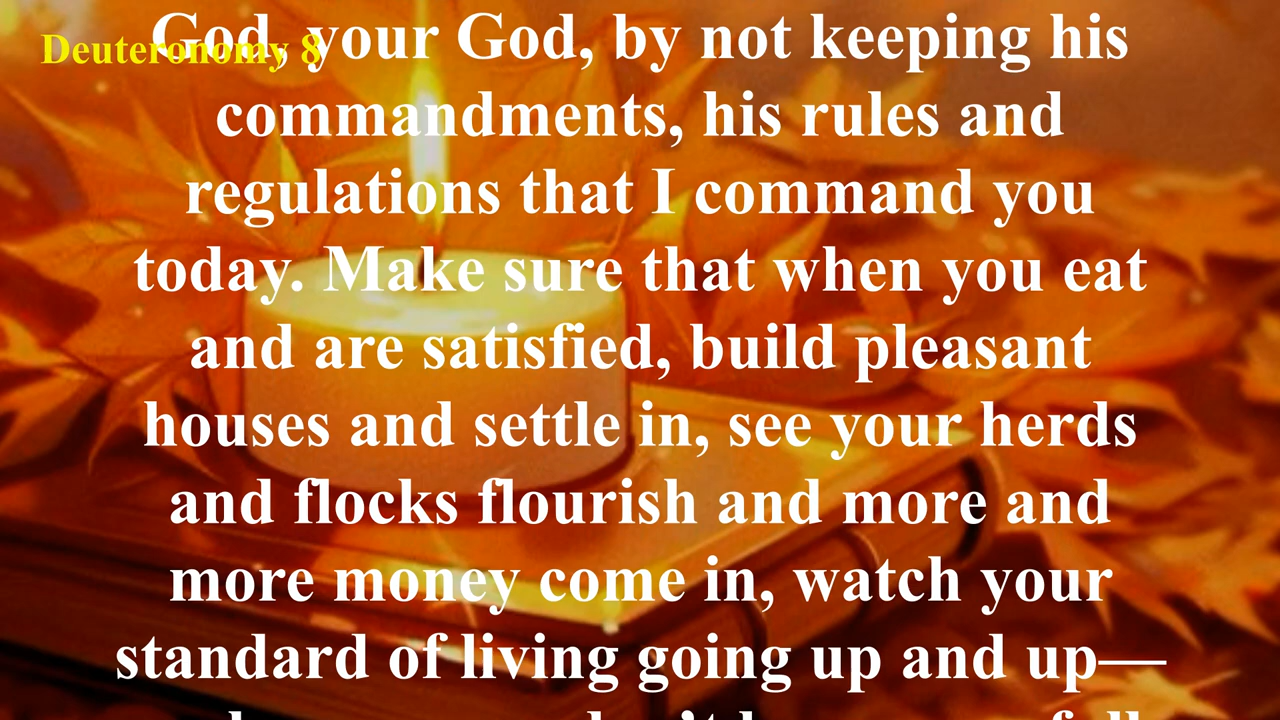 Deuteronomy 8
God, your God, by not keeping his
commandments, his rules and
regulations that I command you
today. Make sure that when you eat
and are satisfied, build pleasant
houses and settle in, see your herds
and flocks flourish and more and
more money come in, watch your
standard of living going up and up—